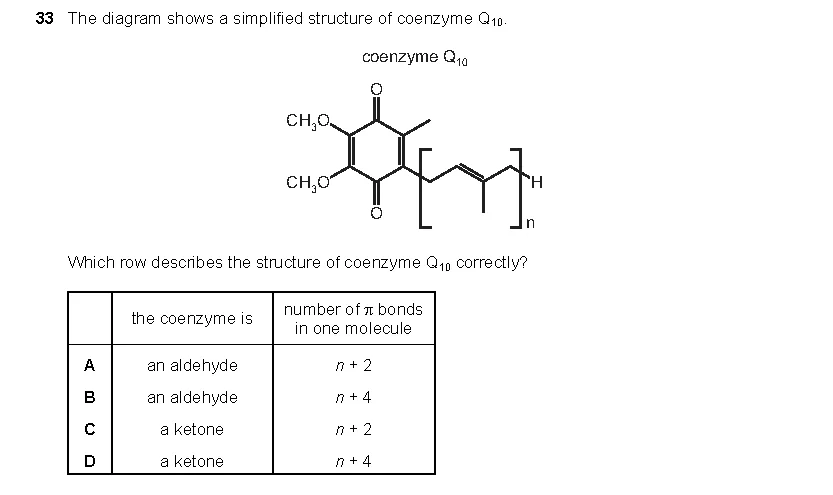 33 The diagram shows a simplified structure of coenzyme Q₁₀.
coenzyme Q₁₀
O
CH₃O
CH₃O
H
O
n
Which row describes the structure of coenzyme Q₁₀ correctly?
the coenzyme is number of π bonds in one molecule
A an aldehyde n + 2
B an aldehyde n + 4
C a ketone n + 2
D a ketone n + 4